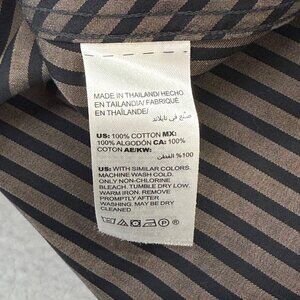 MADE IN THAILAND/ HECHO
EN TAILANDIA/ FABRIQUÉ
EN THAÏLANDE/
صنع في تايلاند
US: 100% COTTON MX:
100% ALGODÓN CA: 100%
COTON AE/KW:
100% القطن
US: WITH SIMILAR COLORS.
MACHINE WASH COLD.
ONLY NON-CHLORINE
BLEACH. TUMBLE DRY LOW.
WARM IRON. REMOVE
PROMPTLY AFTER
WASHING. MAY BE DRY
CLEANED